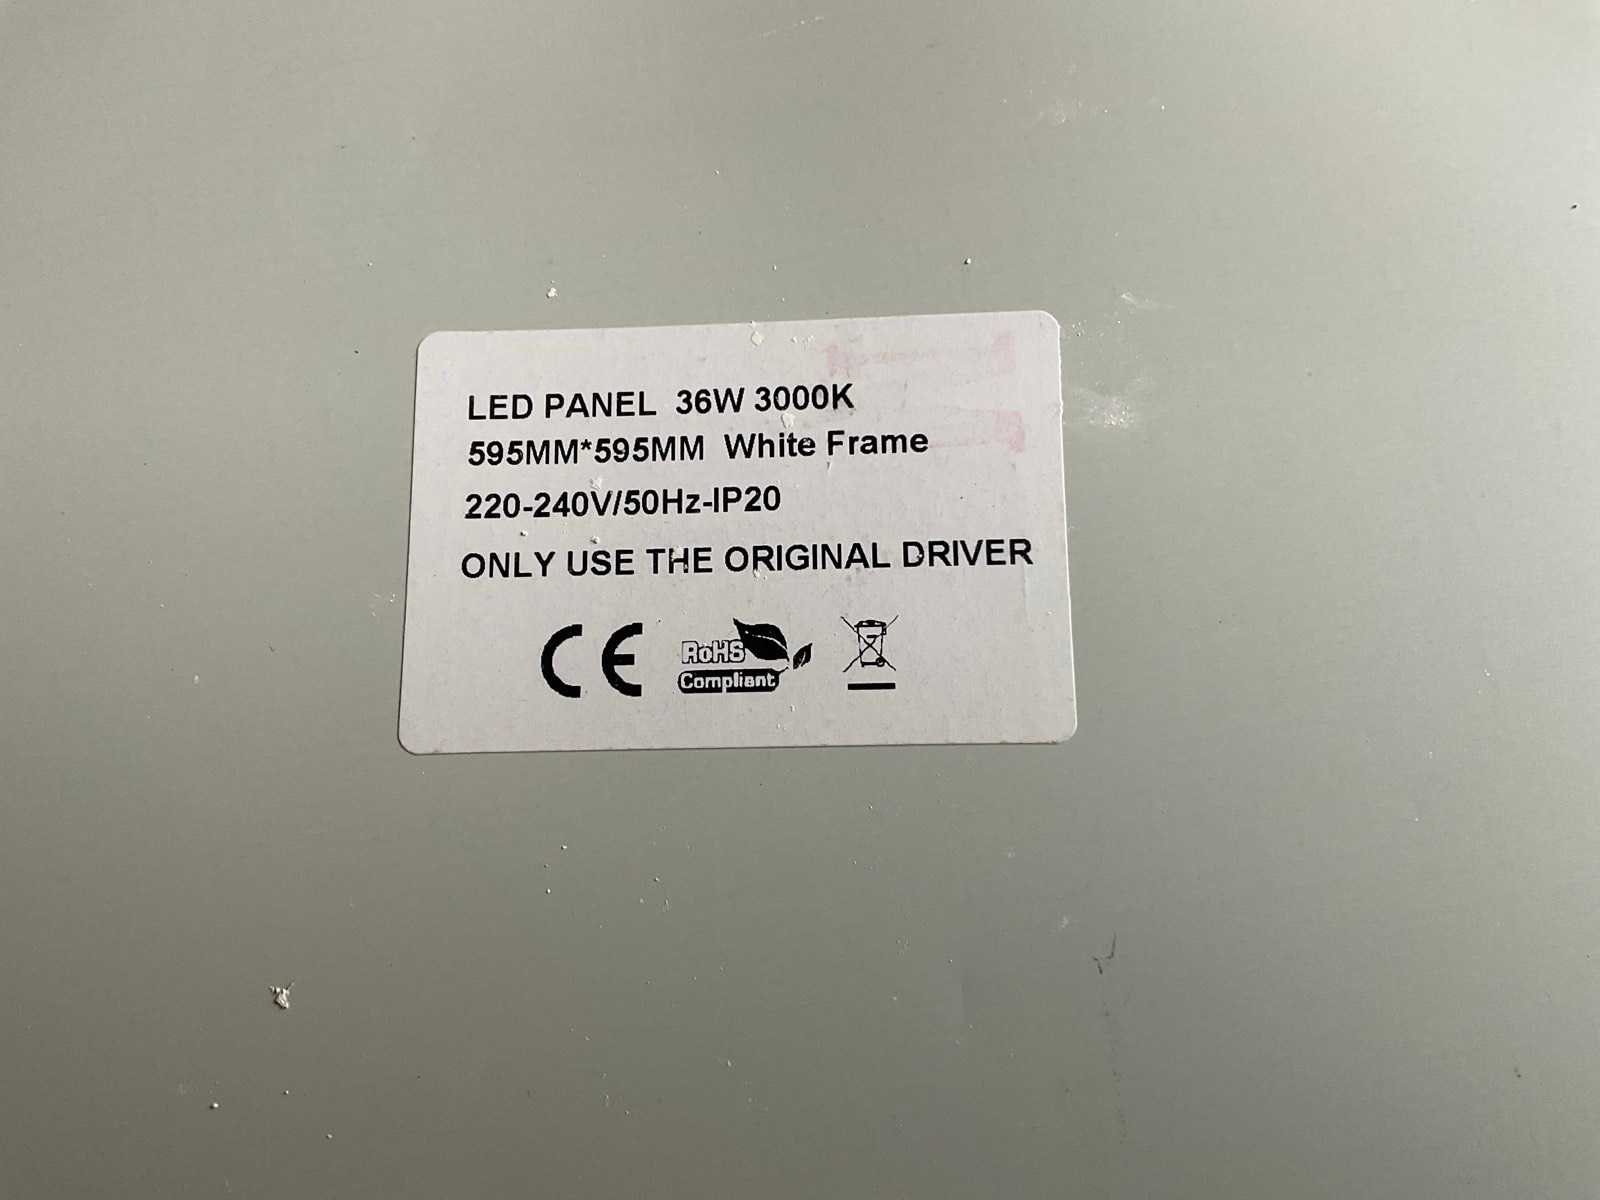 LED PANEL 36W 3000K
595MM*595MM White Frame
220-240V/50Hz-IP20
ONLY USE THE ORIGINAL DRIVER
CE RoHS
Compliant